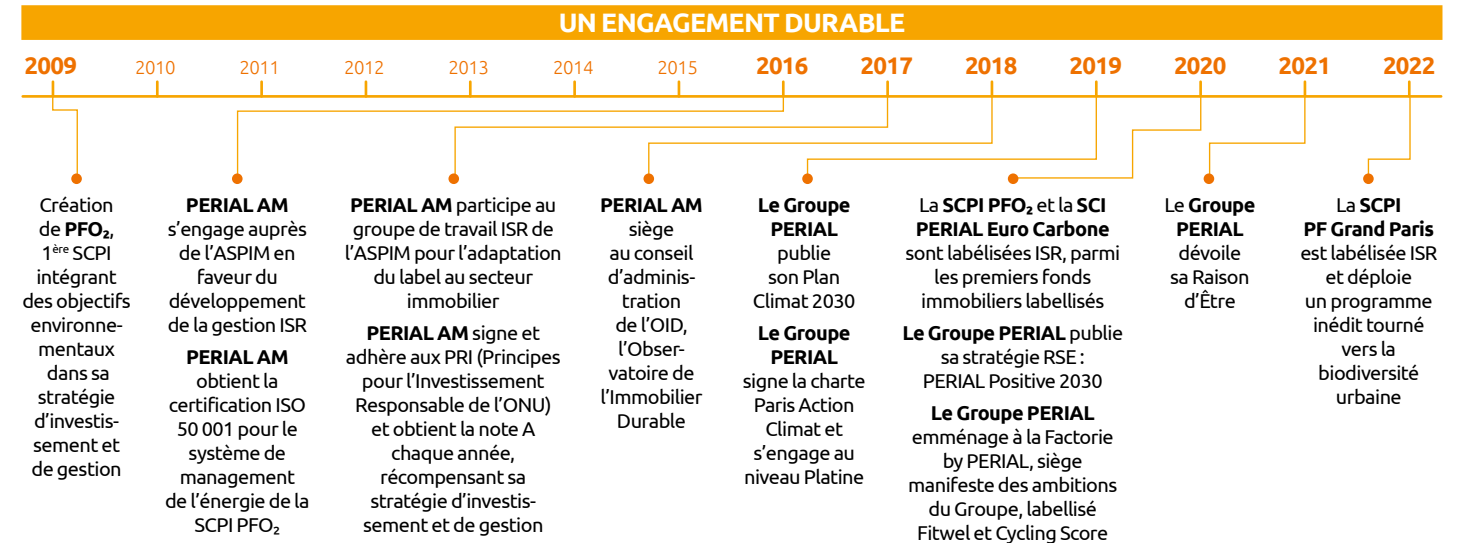 UN ENGAGEMENT DURABLE
2009 2010 2011 2012 2013 2014 2015 2016 2017 2018 2019 2020 2021 2022
Création
de PFO₂,
1ère SCPI
intégrant
des objectifs
environne-
mentaux
dans sa
stratégie
d’investis-
sement et
de gestion
PERIAL AM
s’engage auprès
de l’ASPIM en
faveur du
développement
de la gestion ISR
PERIAL AM
obtient la
certification ISO
50 001 pour le
système de
management
de l’énergie de la
SCPI PFO₂
PERIAL AM participe au
groupe de travail ISR de
l’ASPIM pour l’adaptation
du label au secteur
immobilier
PERIAL AM signe et
adhère aux PRI (Principes
pour l’Investissement
Responsable de l’ONU)
et obtient la note A
chaque année,
récompensant sa
stratégie d’investis-
sement et de gestion
PERIAL AM
siège
au conseil
d’adminis-
tration
de l’OID,
l’Obser-
vatoire de
l’Immobilier
Durable
Le Groupe
PERIAL
publie
son Plan
Climat 2030
Le Groupe
PERIAL
signe la charte
Paris Action
Climat et
s’engage au
niveau Platine
La SCPI PFO₂ et la SCI
PERIAL Euro Carbone
sont labélisées ISR, parmi
les premiers fonds
immobiliers labellisés
Le Groupe PERIAL publie
sa stratégie RSE :
PERIAL Positive 2030
Le Groupe PERIAL
emménage à la Factorie
by PERIAL, siège
manifeste des ambitions
du Groupe, labellisé
Fitwel et Cycling Score
Le Groupe
PERIAL
dévoile
sa Raison
d’Être
La SCPI
PF Grand Paris
est labélisée ISR
et déploie
un programme
inédit tourné
vers la
biodiversité
urbaine